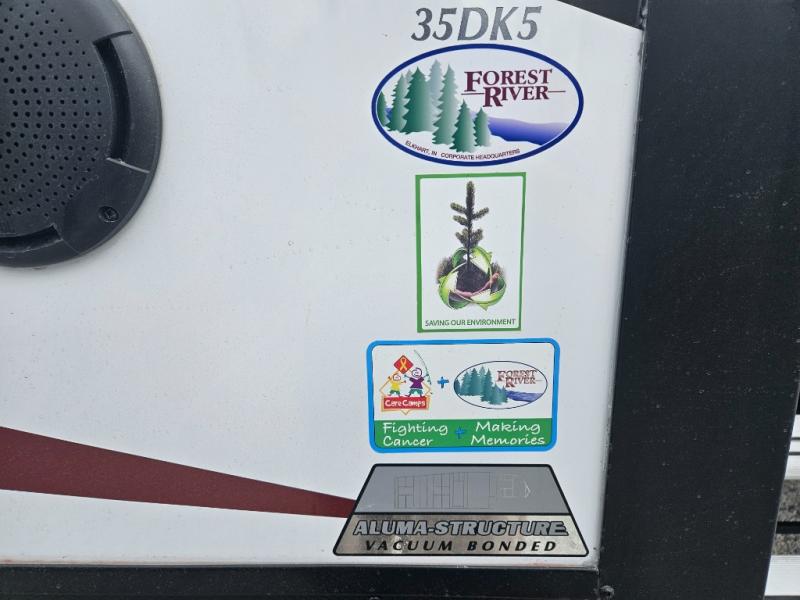 35DK5
FOREST
RIVER
ELKHART, IN CORPORATE HEADQUARTERS
SAVING OUR ENVIRONMENT
Care Camps
+
FOREST
RIVER
Fighting
Cancer
+
Making
Memories
ALUMA-STRUCTURE
VACUUM BONDED